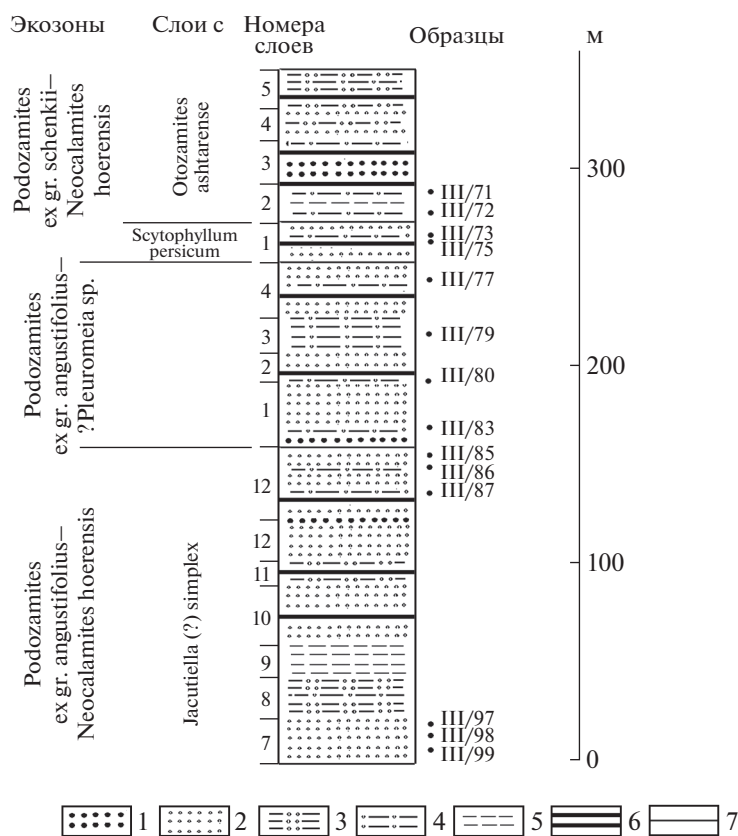 Экозоны
Слои с
Номера
слоев
Образцы
м
Podozamites
ex gr. schenkii—
Neocalamites
hoerensis
Otozamites
ashtarense
Scytophyllum
persicum
Podozamites
ex gr. angustifolius—
?Pleuromeia sp.
Podozamites
ex gr. angustifolius—
Neocalamites hoerensis
Jacutiella (?) simplex
5
4
3
2
1
4
3
2
1
12
12
11
10
9
8
7
III/71
III/72
III/73
III/75
III/77
III/79
III/80
III/83
III/85
III/86
III/87
III/97
III/98
III/99
300
200
100
0
1 2 3 4 5 6 7